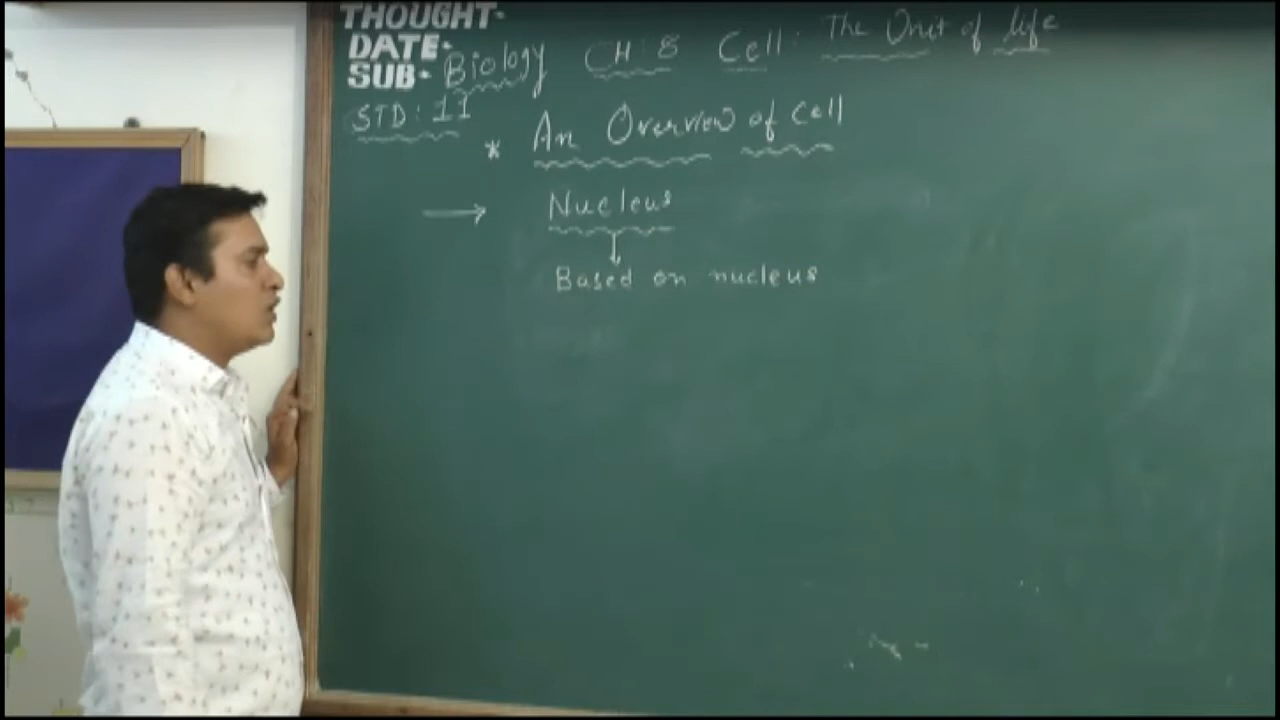 THOUGHT-
DATE-
SUB- Biology CH: 8 Cell: The Unit of life
STD: 11
* An Overview of Cell
→ Nucleus
↓
Based on nucleus